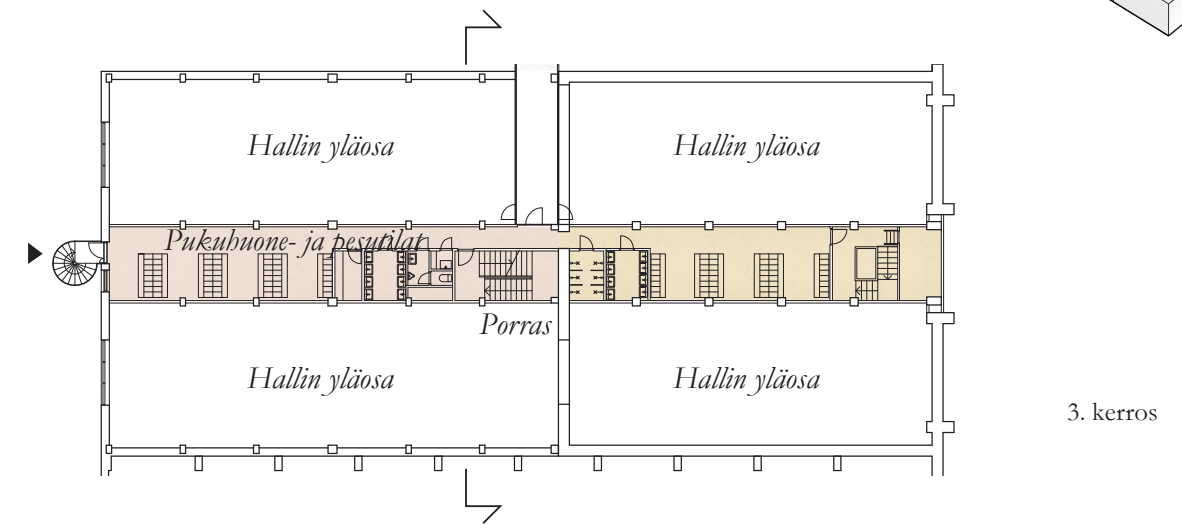 Hallin yläosa
Hallin yläosa
Pukuhuone- ja pesutilat
Porras
Hallin yläosa
Hallin yläosa
3. kerros